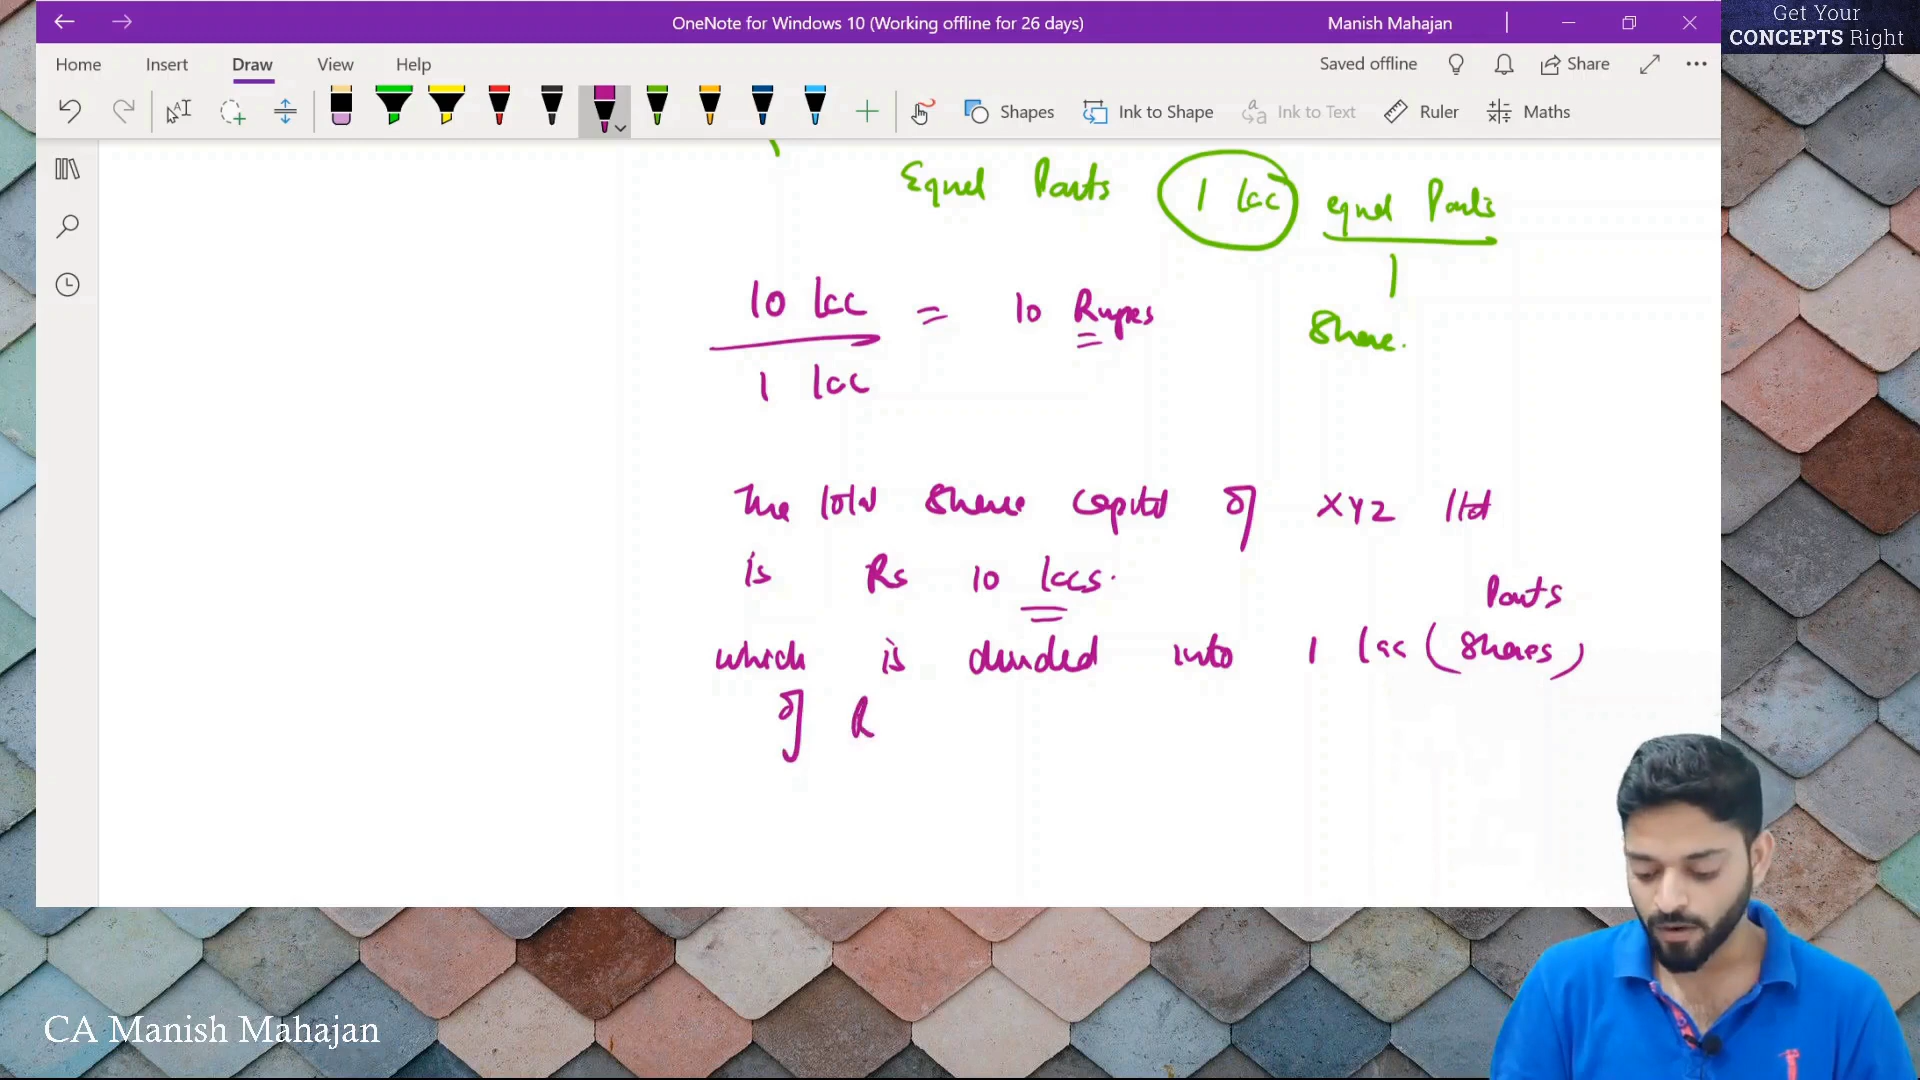 OneNote for Windows 10 (Working offline for 26 days)
Manish Mahajan
Get Your
CONCEPTS Right
Home Insert Draw View Help
Saved offline
Share
Shapes
Ink to Shape
Ink to Text
Ruler
Maths
Equal Parts 1 lac equal Parts
Share.
10 lac = 10 Rupes
1 lac
The total Share capital of XYZ ltd
is Rs 10 lacs.
Parts
which is divided into 1 lac (Shares)
of R
CA Manish Mahajan